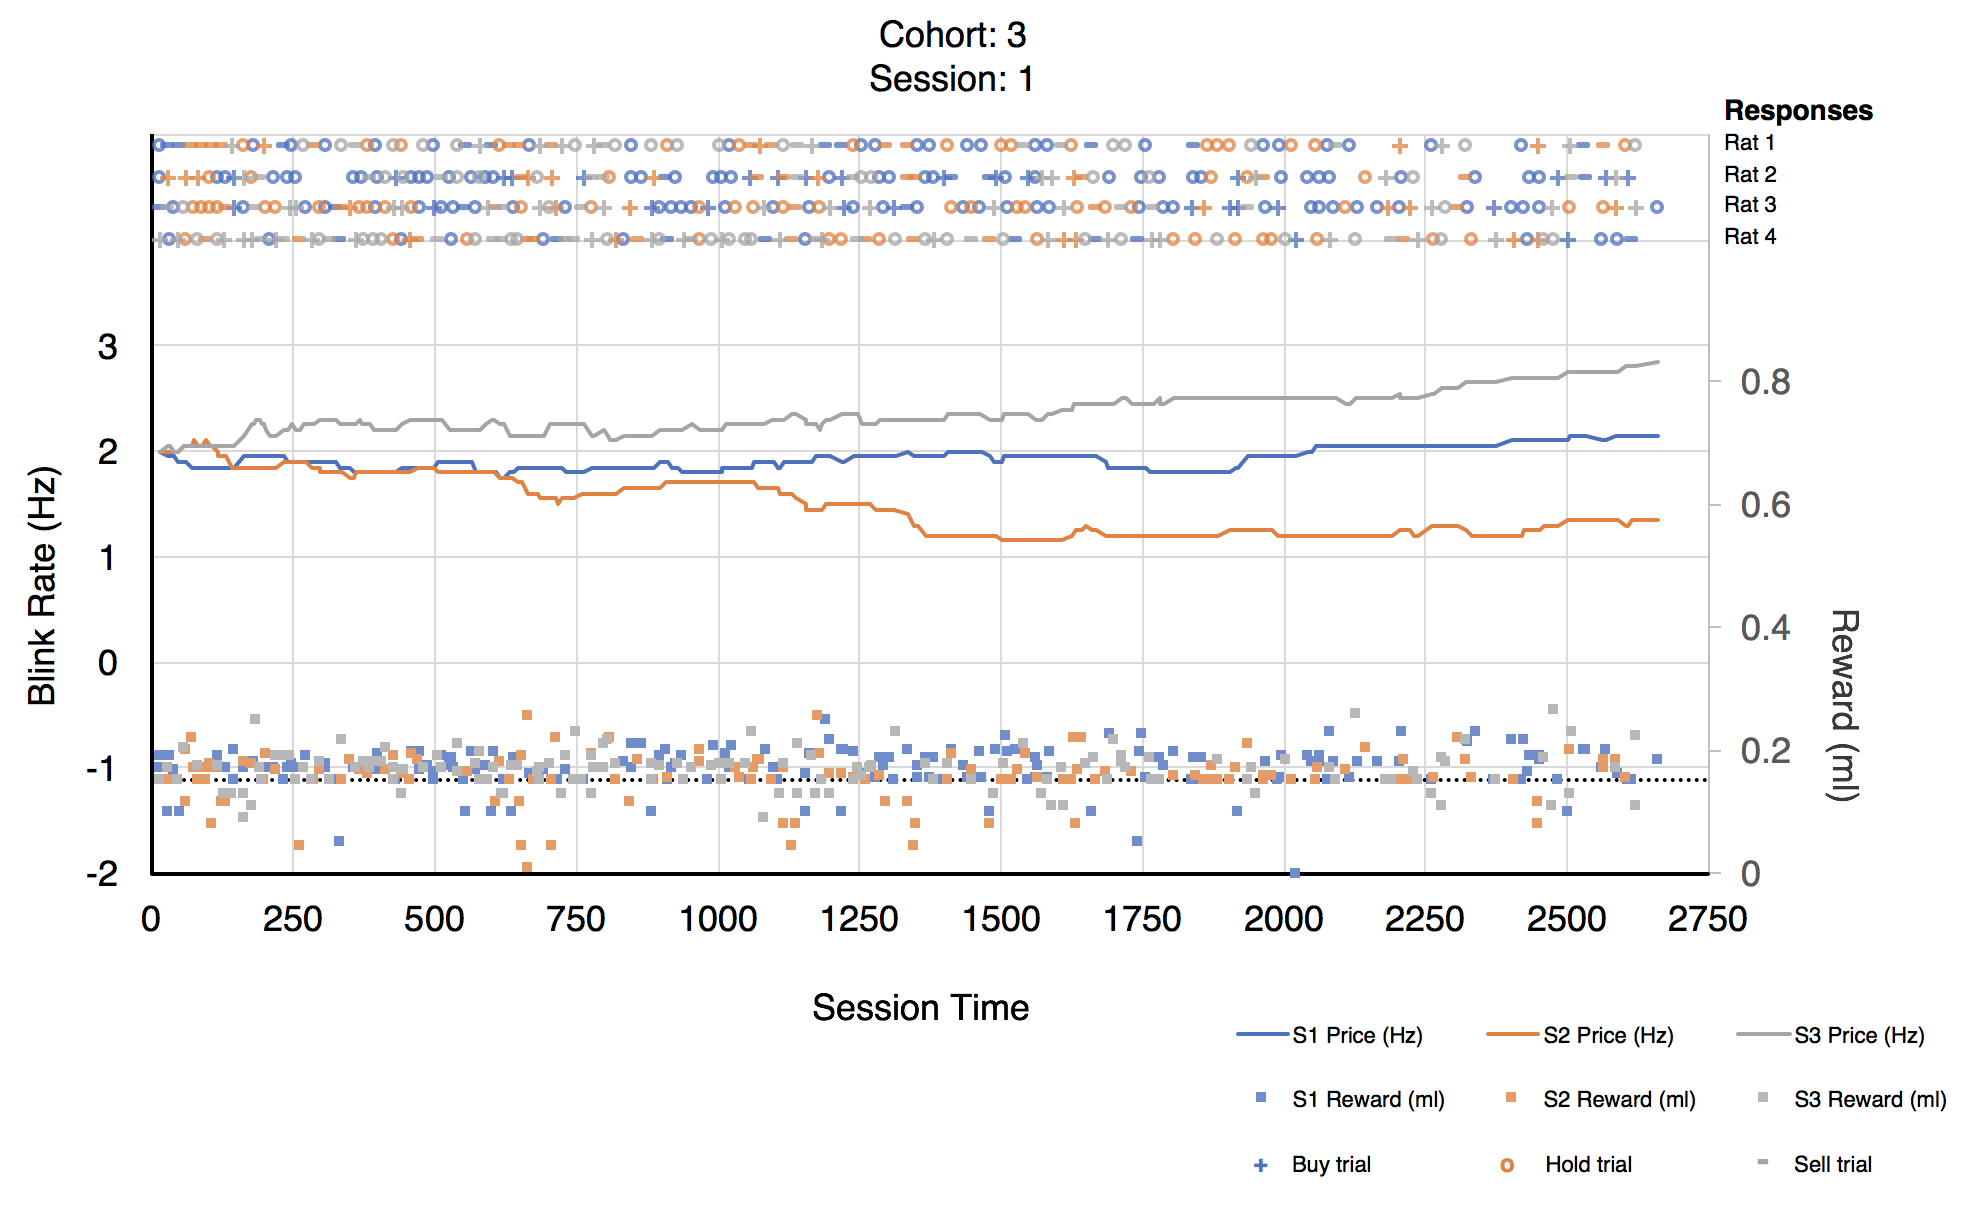 Cohort: 3
Session: 1
Responses
Rat 1
Rat 2
Rat 3
Rat 4
3
2
1
0
-1
-2
Blink Rate (Hz)
0.8
0.6
0.4
0.2
0
Reward (ml)
0 250 500 750 1000 1250 1500 1750 2000 2250 2500 2750
Session Time
S1 Price (Hz) S2 Price (Hz) S3 Price (Hz)
S1 Reward (ml) S2 Reward (ml) S3 Reward (ml)
Buy trial Hold trial Sell trial